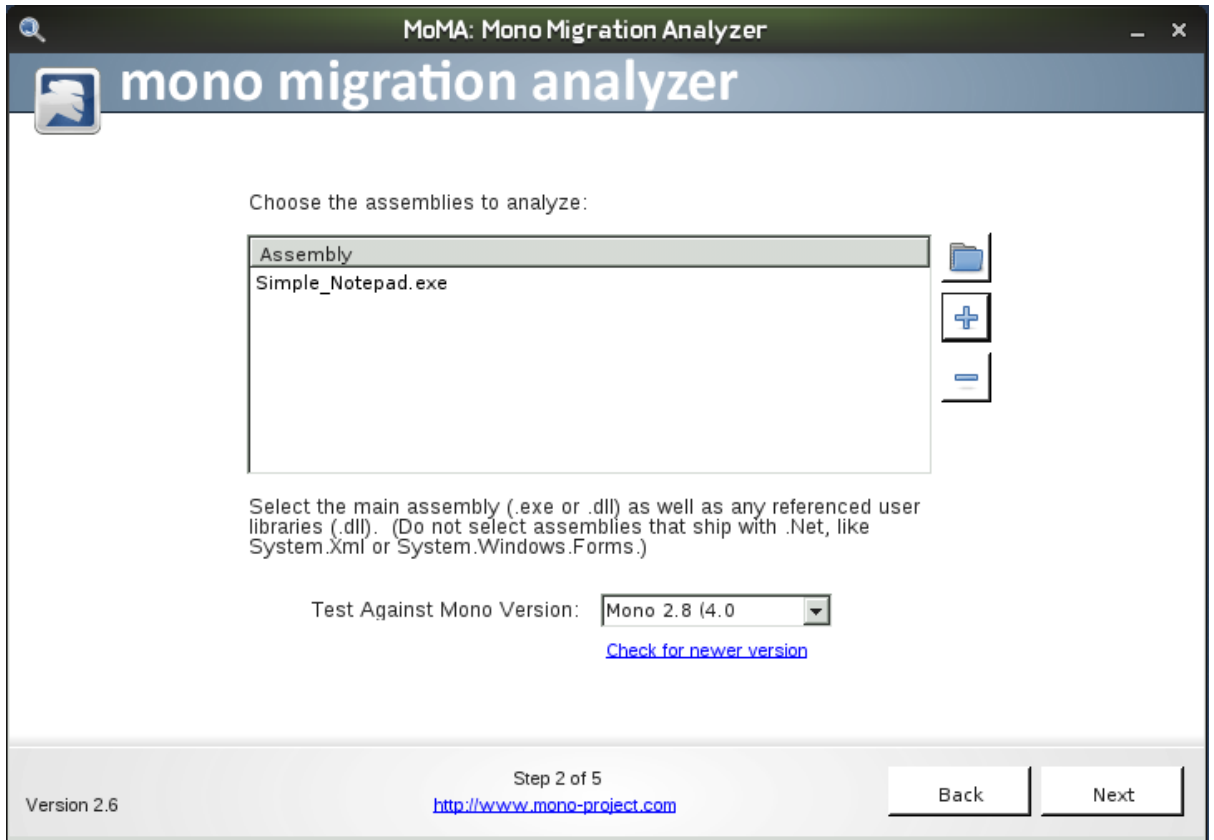 MoMA: Mono Migration Analyzer
mono migration analyzer
Choose the assemblies to analyze:
Assembly
Simple_Notepad.exe
Select the main assembly (.exe or .dll) as well as any referenced user
libraries (.dll).  (Do not select assemblies that ship with .Net, like
System.Xml or System.Windows.Forms.)
Test Against Mono Version: Mono 2.8 (4.0
Check for newer version
Step 2 of 5
Version 2.6 http://www.mono-project.com Back Next